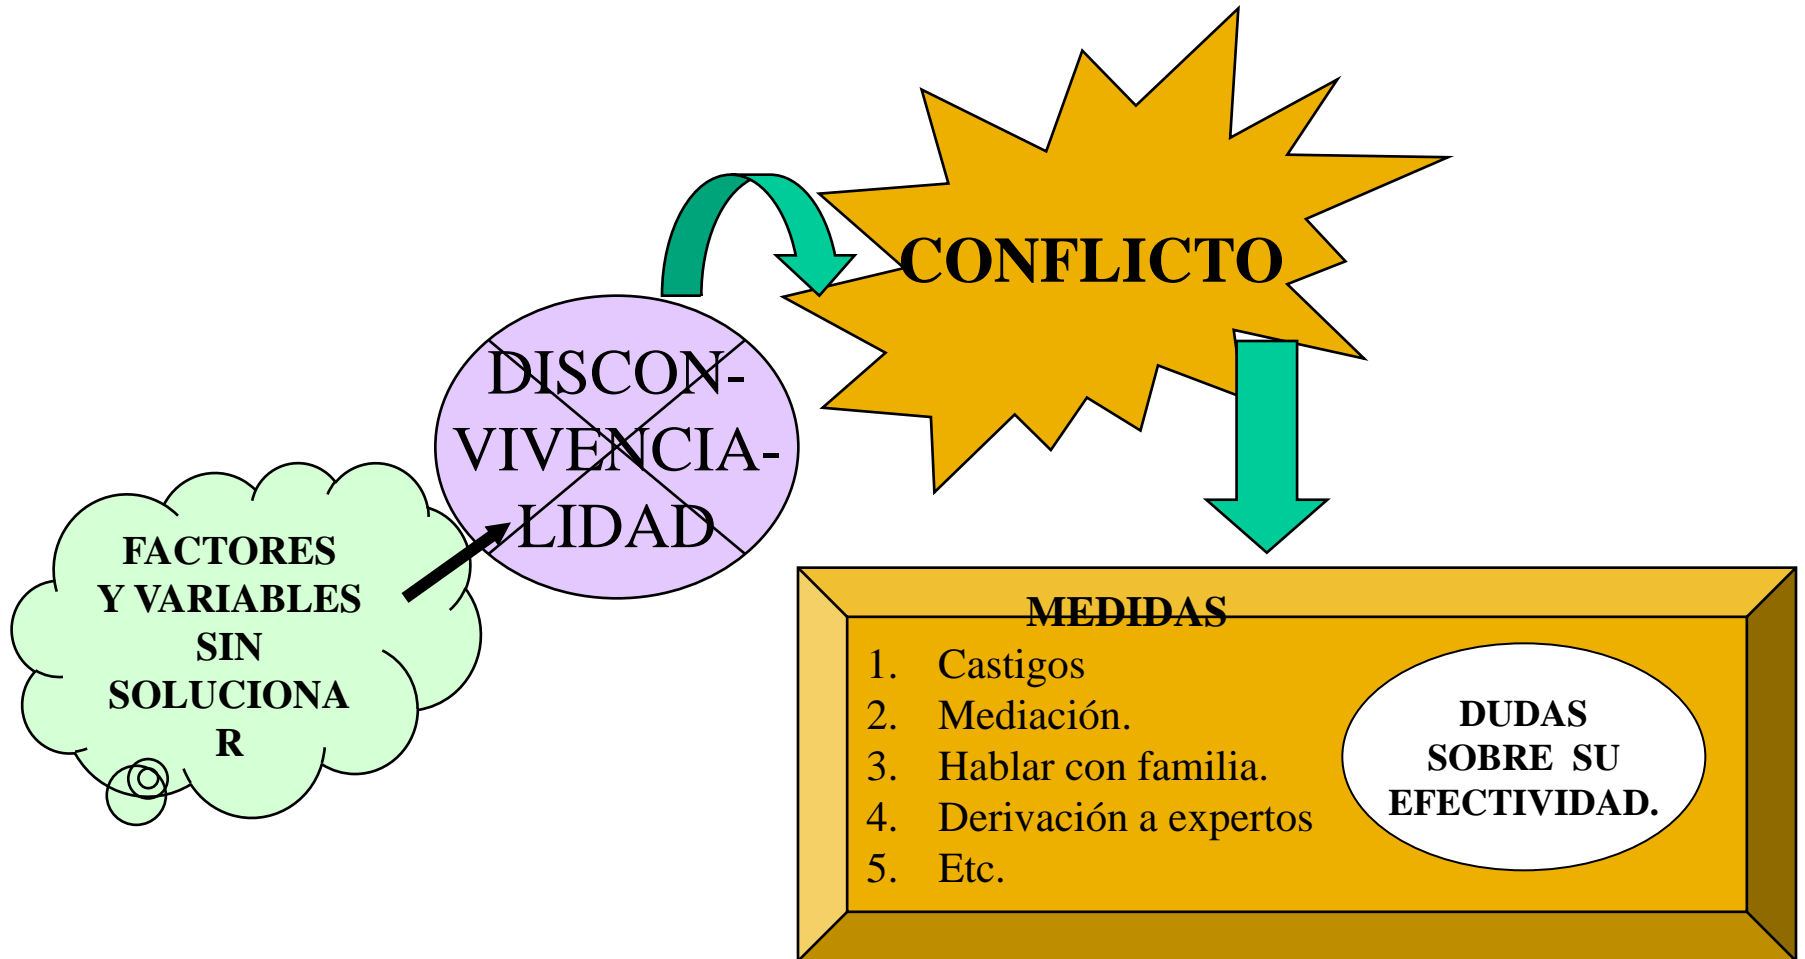 CONFLICTO
DISCON-
VIVENCIA-
LIDAD
FACTORES
Y VARIABLES
SIN
SOLUCIONA
R
MEDIDAS
1. Castigos
2. Mediación.
3. Hablar con familia.
4. Derivación a expertos
5. Etc.
DUDAS
SOBRE SU
EFECTIVIDAD.